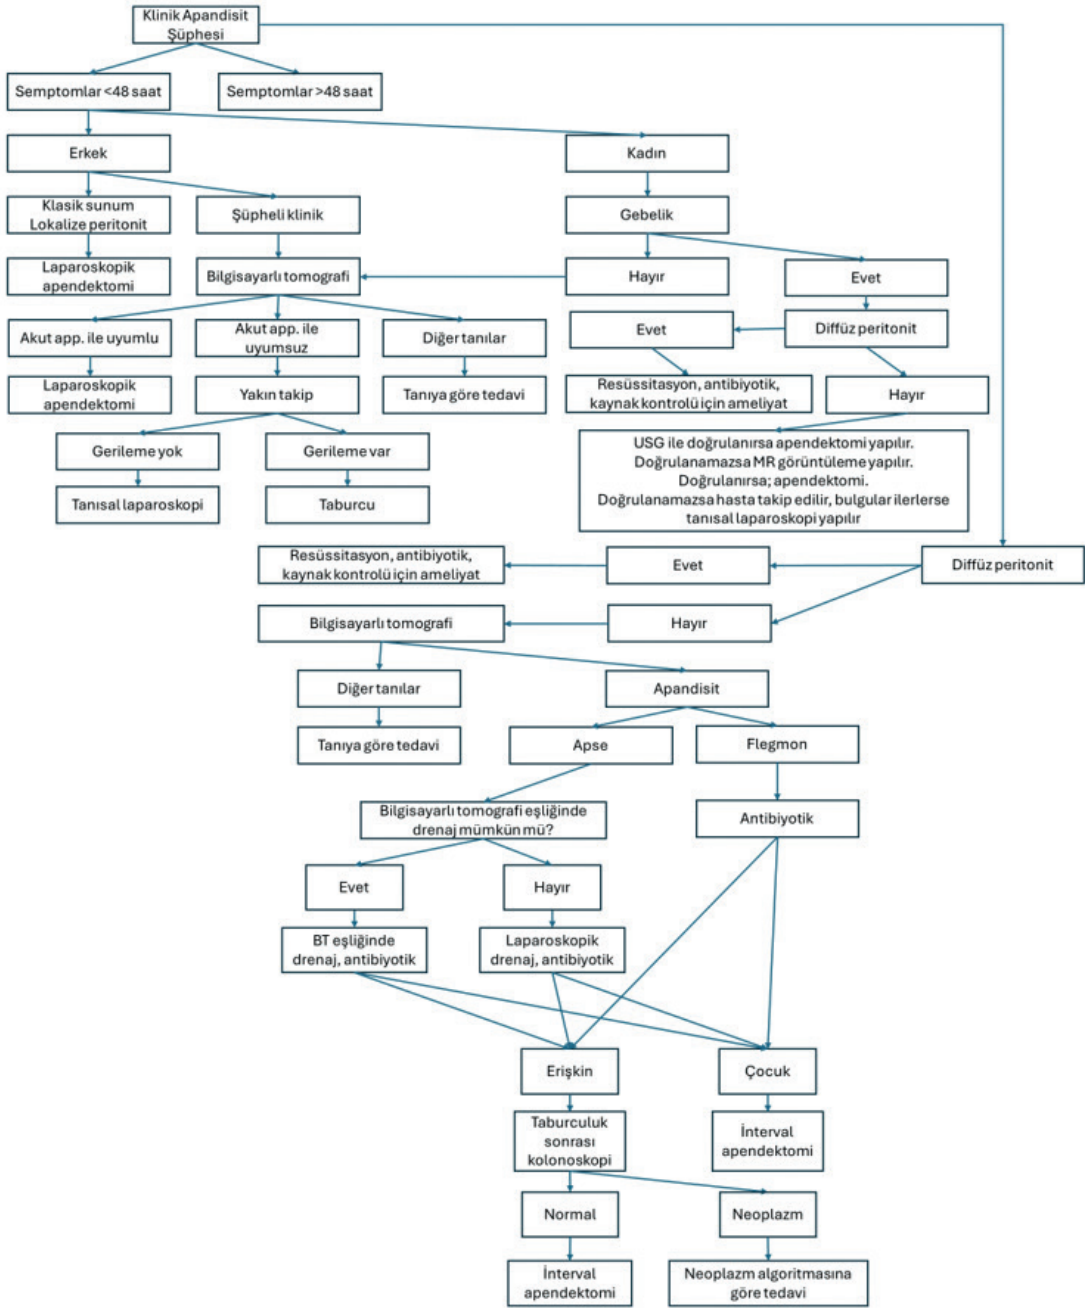 Klinik Apandisit
Şüphesi
Semptomlar <48 saat
Semptomlar >48 saat
Erkek
Kadın
Klasik sunum
Lokalize peritonit
Şüpheli klinik
Gebelik
Laparoskopik
apendektomi
Bilgisayarlı tomografi
Hayır
Evet
Akut app. ile uyumlu
Akut app. ile
uyumsuz
Diğer tanılar
Evet
Diffüz peritonit
Laparoskopik
apendektomi
Yakın takip
Tanıya göre tedavi
Resüssitasyon, antibiyotik,
kaynak kontrolü için ameliyat
Hayır
Gerileme yok
Gerileme var
USG ile doğrulanırsa apendektomi yapılır.
Doğrulanamazsa MR görüntüleme yapılır.
Doğrulanırsa; apendektomi.
Doğrulanamazsa hasta takip edilir, bulgular ilerlerse
tanısal laparoskopi yapılır
Tanısal laparoskopi
Taburcu
Resüssitasyon, antibiyotik,
kaynak kontrolü için ameliyat
Evet
Diffüz peritonit
Bilgisayarlı tomografi
Hayır
Diğer tanılar
Apandisit
Tanıya göre tedavi
Apse
Flegmon
Bilgisayarlı tomografi eşliğinde
drenaj mümkün mü?
Antibiyotik
Evet
Hayır
BT eşliğinde
drenaj, antibiyotik
Laparoskopik
drenaj, antibiyotik
Erişkin
Çocuk
Taburculuk
sonrası
kolonoskopi
İnterval
apendektomi
Normal
Neoplazm
İnterval
apendektomi
Neoplazm algoritmasına
göre tedavi